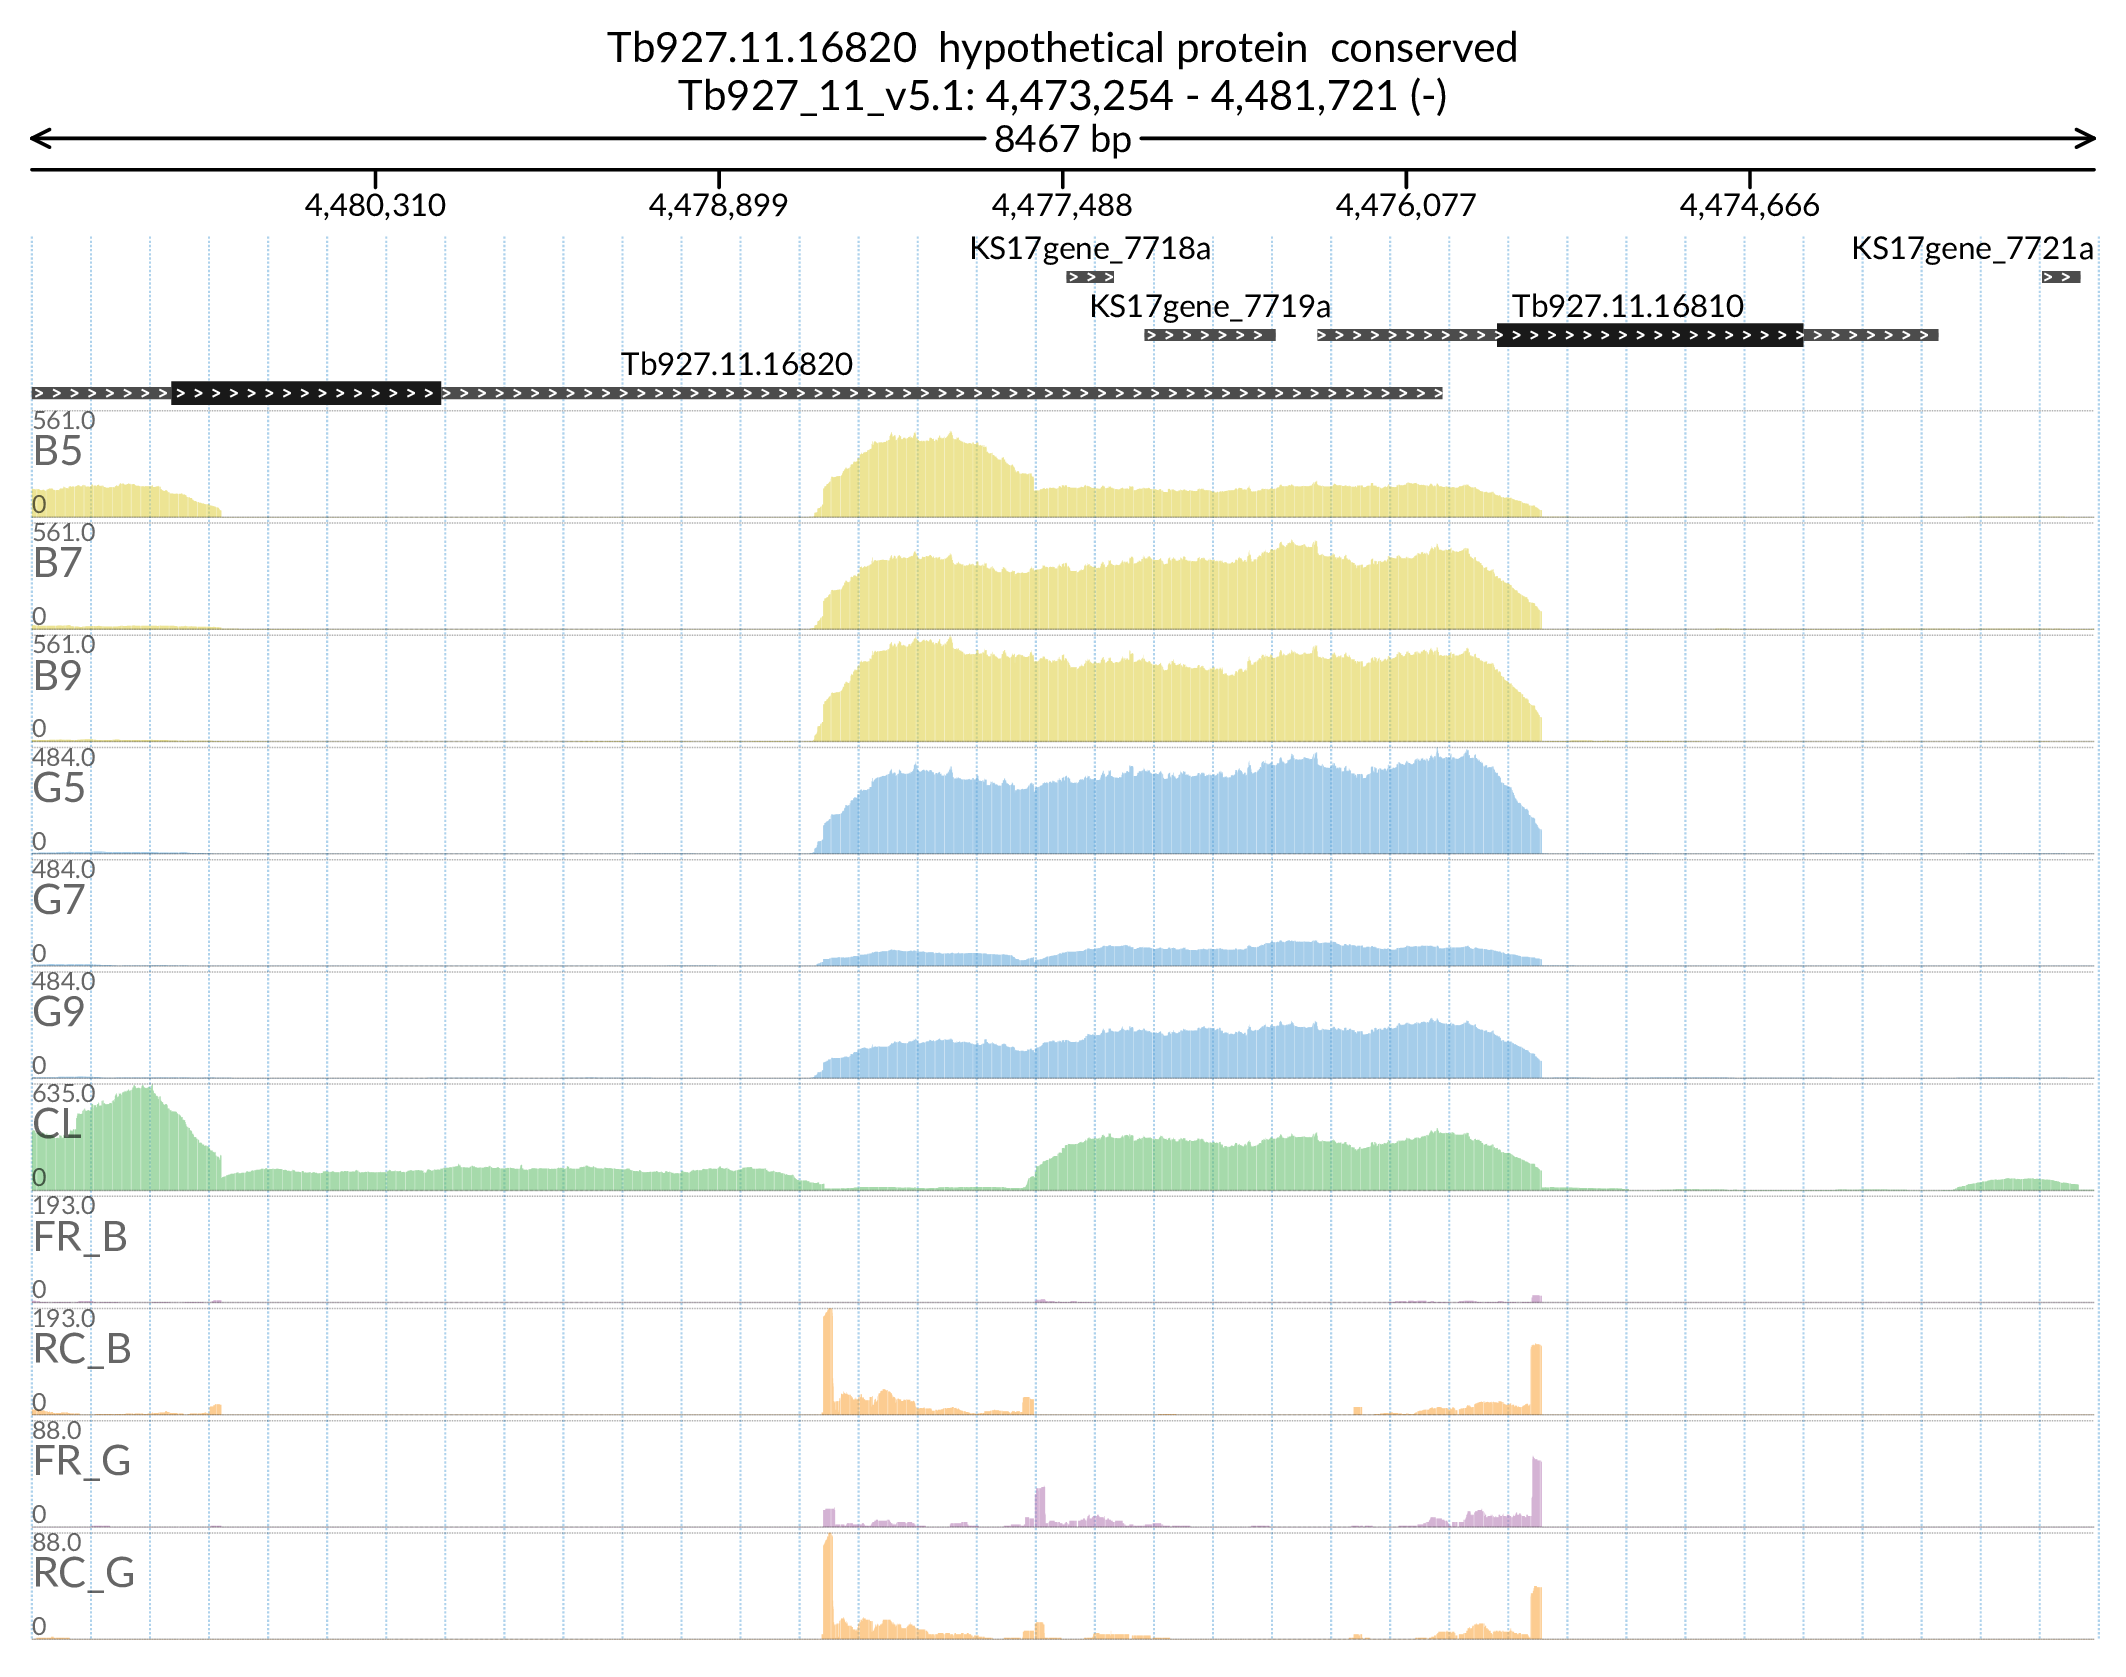 Tb927.11.16820 hypothetical protein conserved
Tb927_11_v5.1: 4,473,254 - 4,481,721 (-)
8467 bp
4,480,310 4,478,899 4,477,488 4,476,077 4,474,666
KS17gene_7718a KS17gene_7721a
KS17gene_7719a Tb927.11.16810
Tb927.11.16820
561.0
B5
0
561.0
B7
0
561.0
B9
0
484.0
G5
0
484.0
G7
0
484.0
G9
0
635.0
CL
0
193.0
FR_B
0
193.0
RC_B
0
88.0
FR_G
0
88.0
RC_G
0